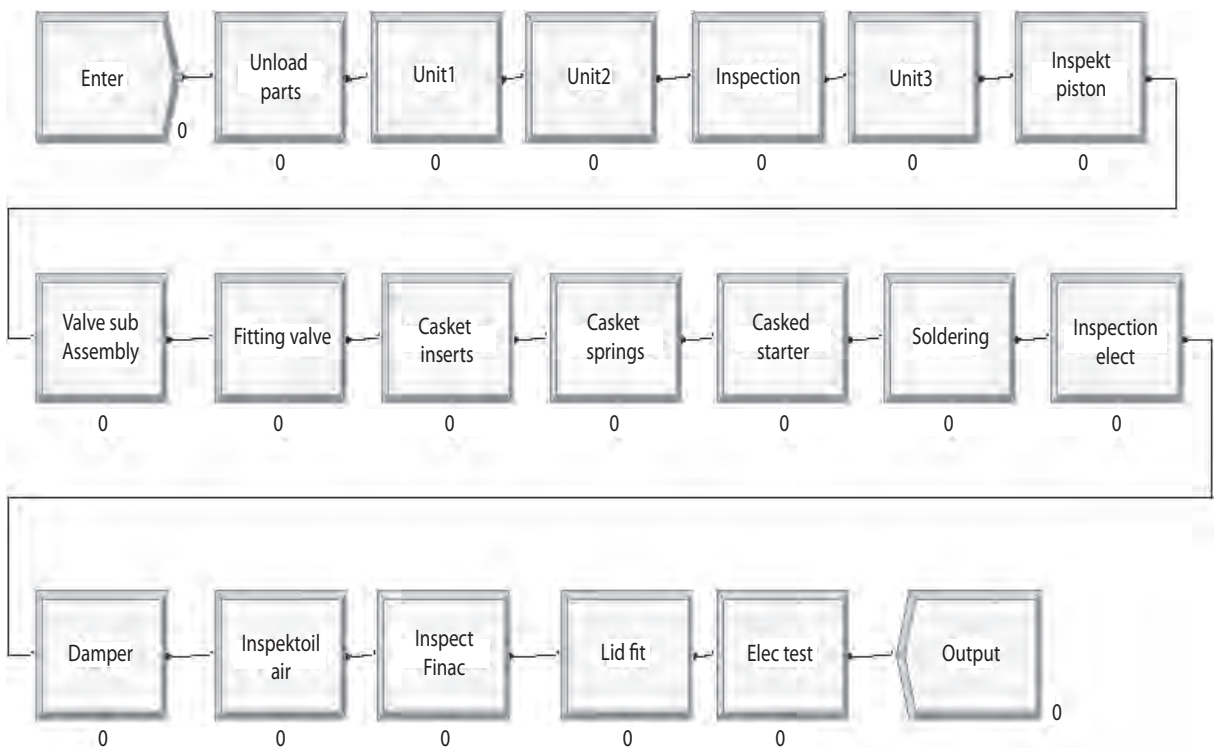 Enter
Unload
parts
Unit1
Unit2
Inspection
Unit3
Inspekt
piston
0
0
0
0
0
0
0
Valve sub
Assembly
Fitting valve
Casket
inserts
Casket
springs
Casked
starter
Soldering
Inspection
elect
0
0
0
0
0
0
0
Damper
Inspektoil
air
Inspect
Finac
Lid fit
Elec test
Output
0
0
0
0
0
0